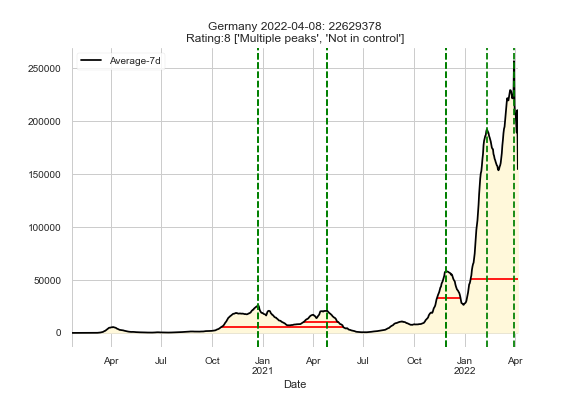 Germany 2022-04-08: 22629378
Rating:8 ['Multiple peaks', 'Not in control']
Average-7d
250000
200000
150000
100000
50000
0
Apr Jul Oct Jan Apr Jul Oct Jan Apr
2021 2022
Date